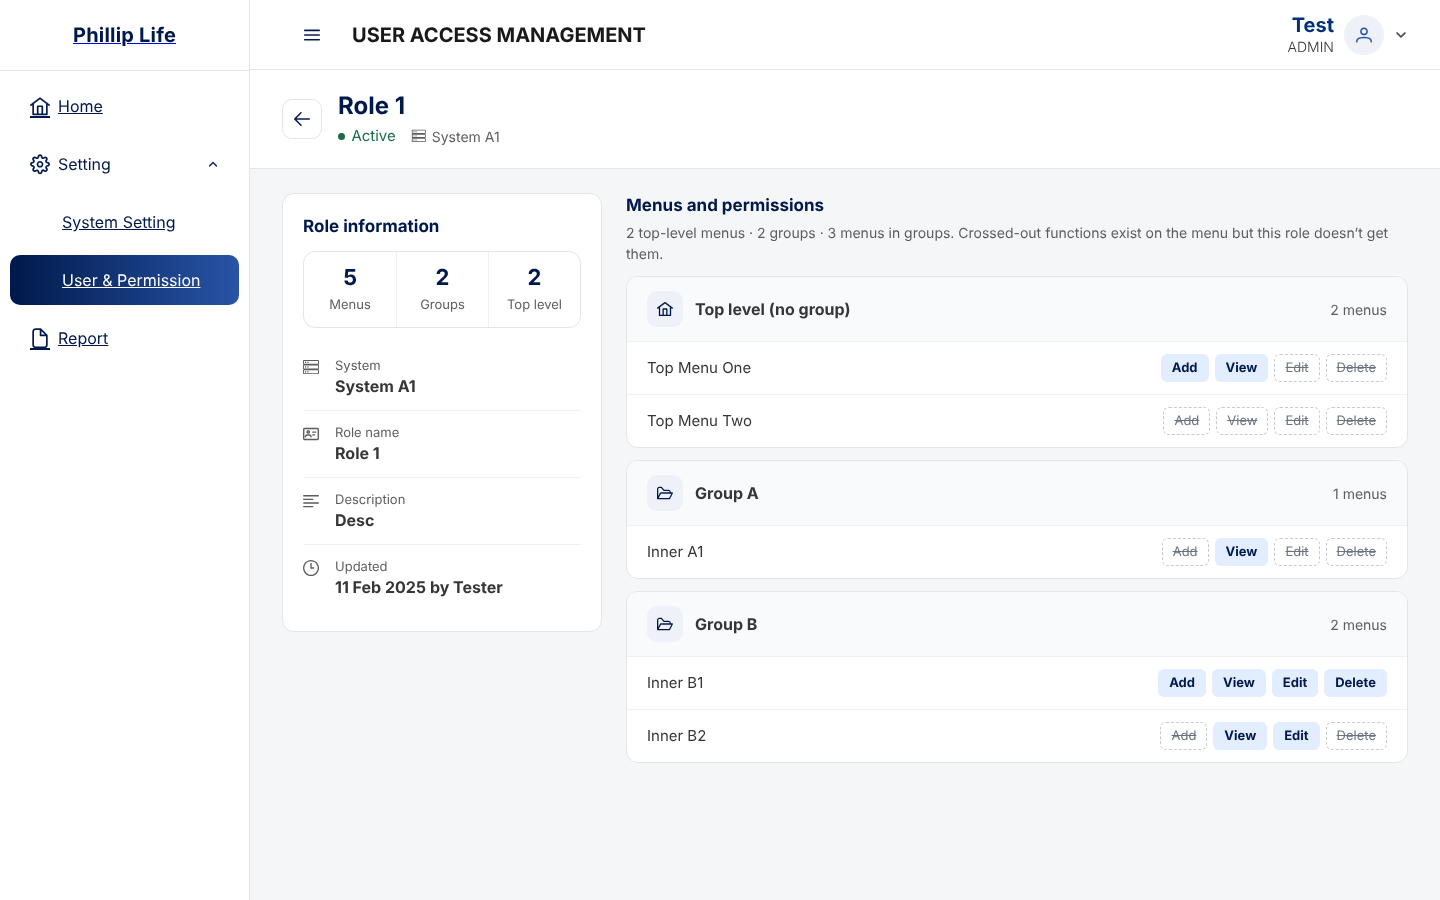 Phillip Life
USER ACCESS MANAGEMENT
Test
ADMIN
Home
Setting
System Setting
User & Permission
Report
Role 1
Active
System A1
Role information
5
Menus
2
Groups
2
Top level
System
System A1
Role name
Role 1
Description
Desc
Updated
11 Feb 2025 by Tester
Menus and permissions
2 top-level menus · 2 groups · 3 menus in groups. Crossed-out functions exist on the menu but this role doesn’t get
them.
Top level (no group)
2 menus
Top Menu One
Add View Edit Delete
Top Menu Two
Add View Edit Delete
Group A
1 menus
Inner A1
Add View Edit Delete
Group B
2 menus
Inner B1
Add View Edit Delete
Inner B2
Add View Edit Delete